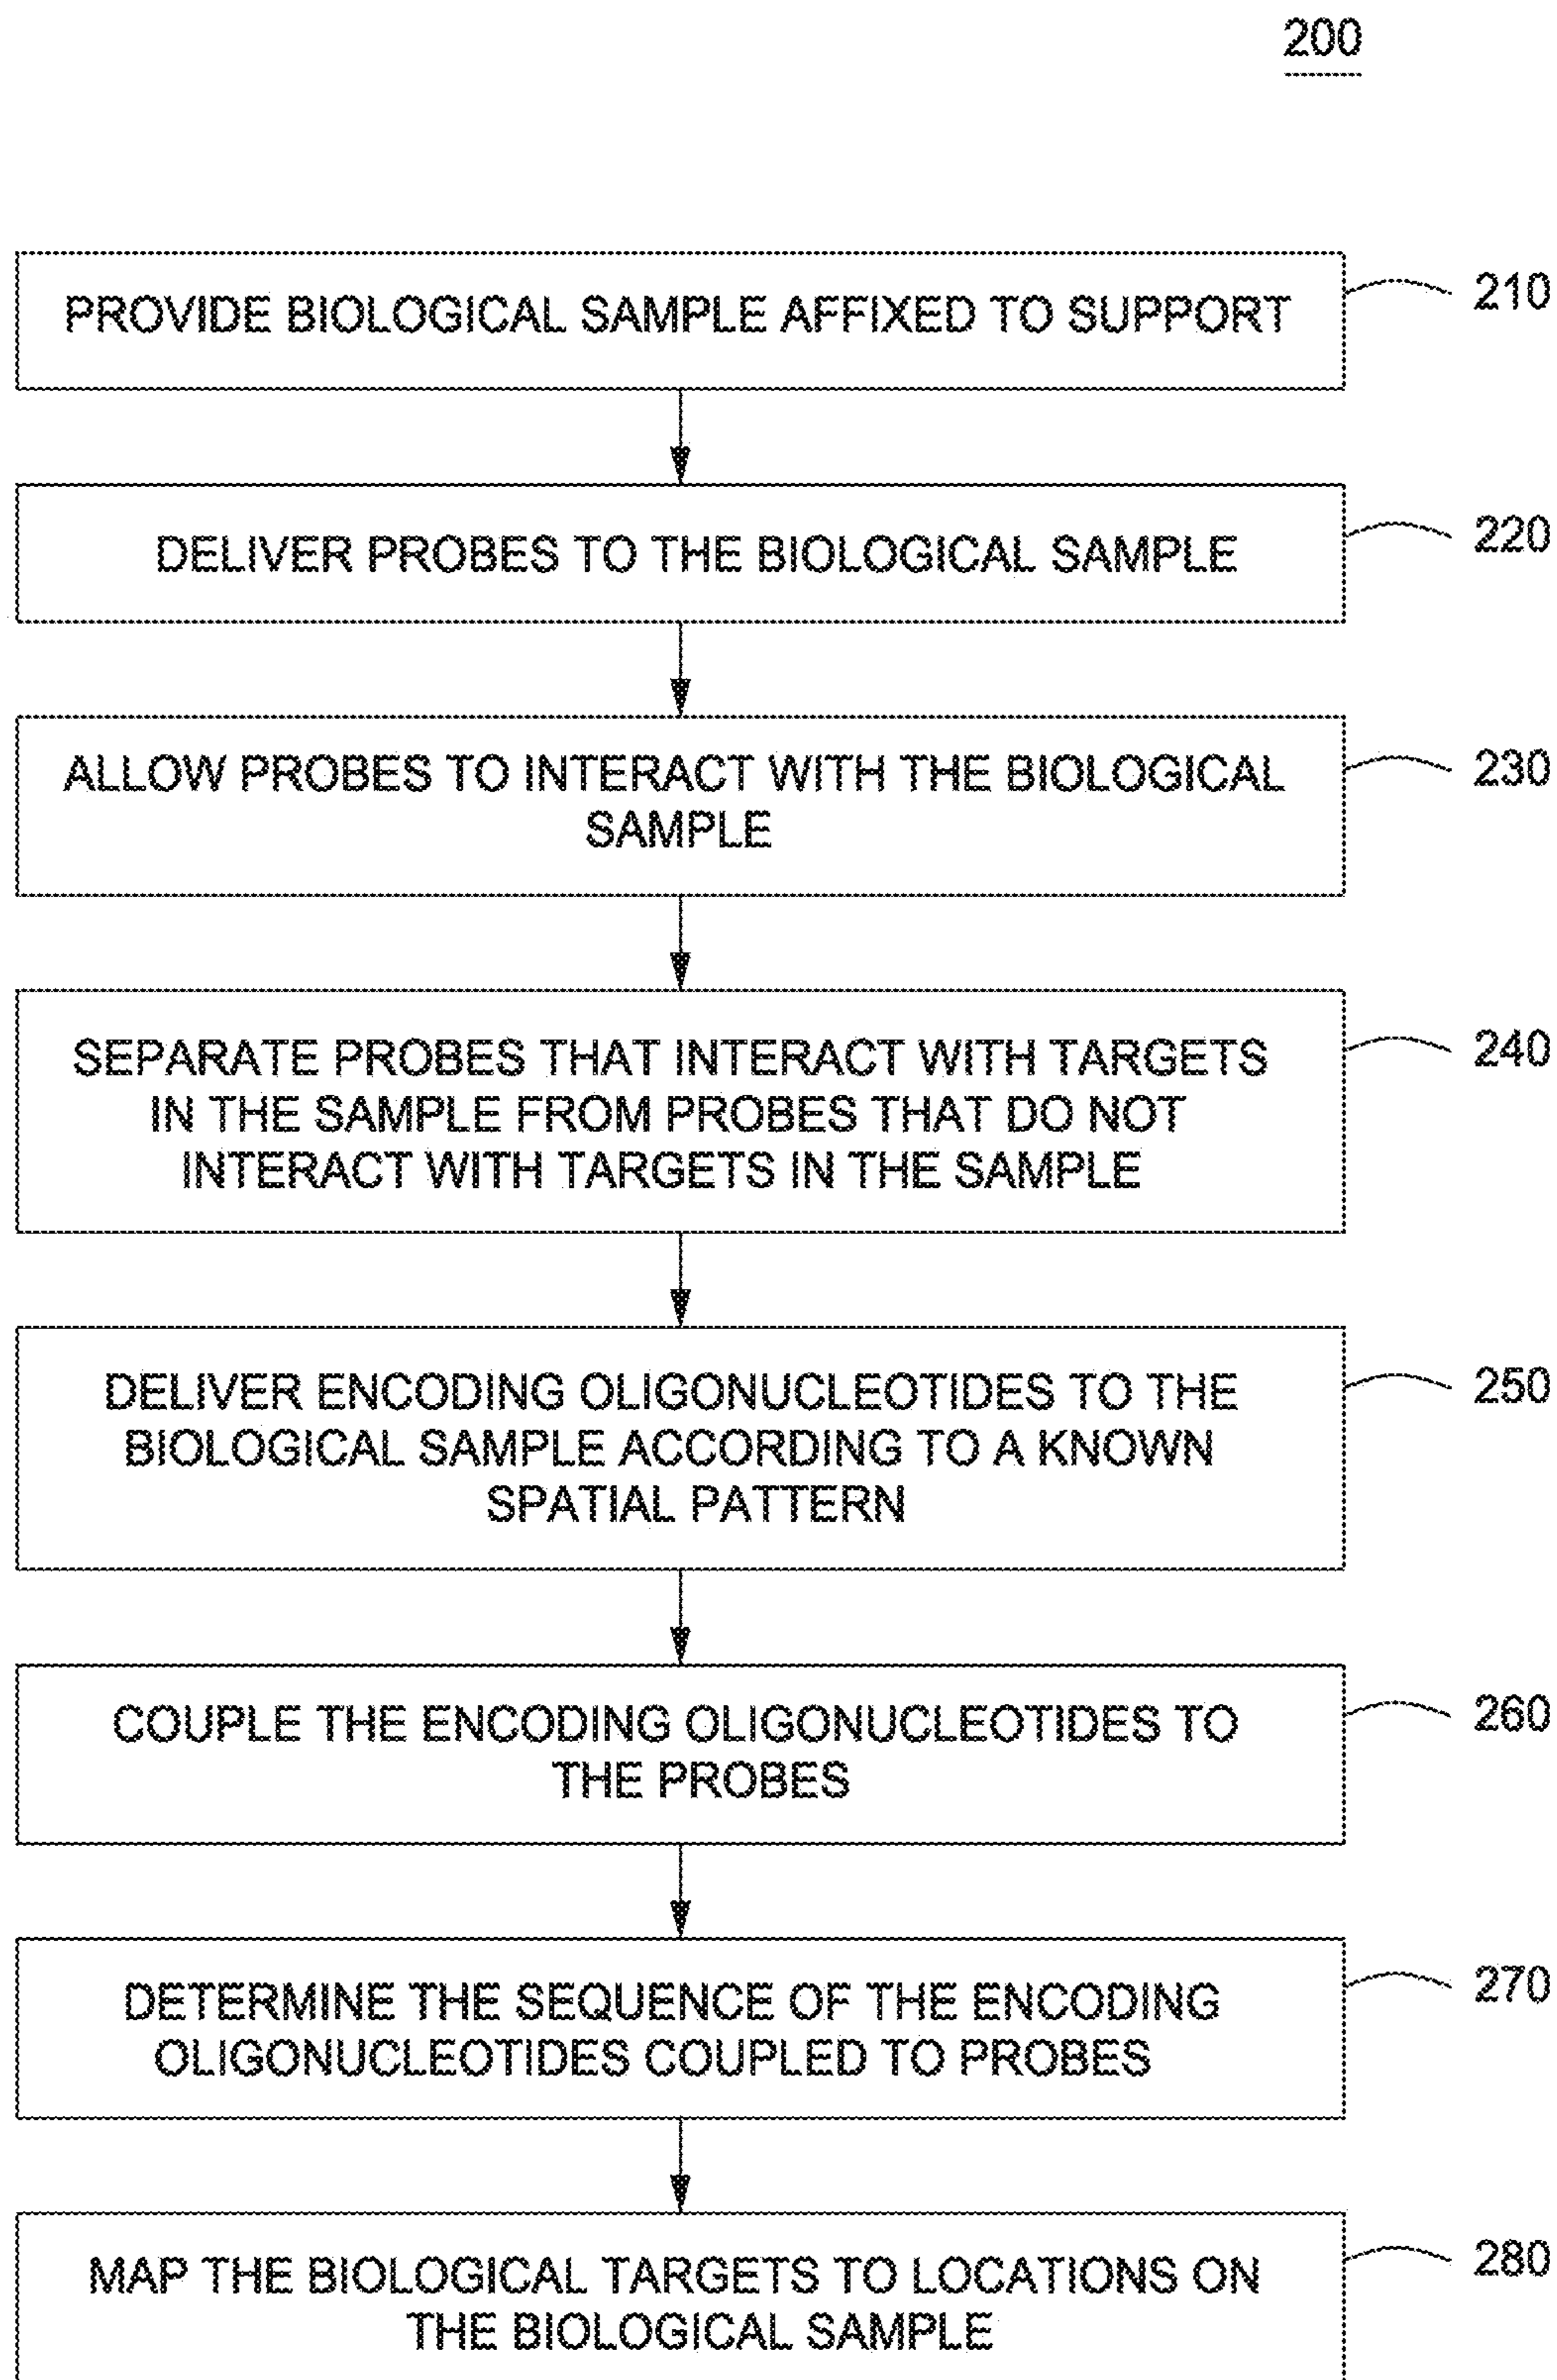 200
PROVIDE BIOLOGICAL SAMPLE AFFIXED TO SUPPORT
210
DELIVER PROBES TO THE BIOLOGICAL SAMPLE
220
ALLOW PROBES TO INTERACT WITH THE BIOLOGICAL
SAMPLE
230
SEPARATE PROBES THAT INTERACT WITH TARGETS
IN THE SAMPLE FROM PROBES THAT DO NOT
INTERACT WITH TARGETS IN THE SAMPLE
240
DELIVER ENCODING OLIGONUCLEOTIDES TO THE
BIOLOGICAL SAMPLE ACCORDING TO A KNOWN
SPATIAL PATTERN
250
COUPLE THE ENCODING OLIGONUCLEOTIDES TO
THE PROBES
260
DETERMINE THE SEQUENCE OF THE ENCODING
OLIGONUCLEOTIDES COUPLED TO PROBES
270
MAP THE BIOLOGICAL TARGETS TO LOCATIONS ON
THE BIOLOGICAL SAMPLE
280